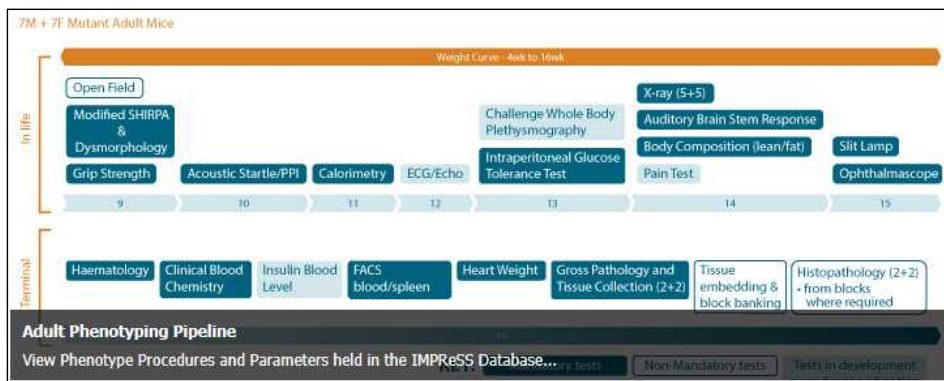 7M + 7F Mutant Adult Mice
Weight Curve - 4wk to 16wk
In life
Open Field
Modified SHIRPA
&
Dysmorphology
Grip Strength
Acoustic Startle/PPI
Calorimetry
ECG/Echo
Challenge Whole Body
Plethysmography
Intraperitoneal Glucose
Tolerance Test
X-ray (5+5)
Auditory Brain Stem Response
Body Composition (lean/fat)
Pain Test
Slit Lamp
Ophthalmascope
9
10
11
12
13
14
15
Terminal
Haematology
Clinical Blood
Chemistry
Insulin Blood
Level
FACS
blood/spleen
Heart Weight
Gross Pathology and
Tissue Collection (2+2)
Tissue
embedding &
block banking
Histopathology (2+2)
• from blocks
where required
16
Adult Phenotyping Pipeline
View Phenotype Procedures and Parameters held in the IMPReSS Database...
KEY:
Mandatory tests
Non-Mandatory tests
Tests in development